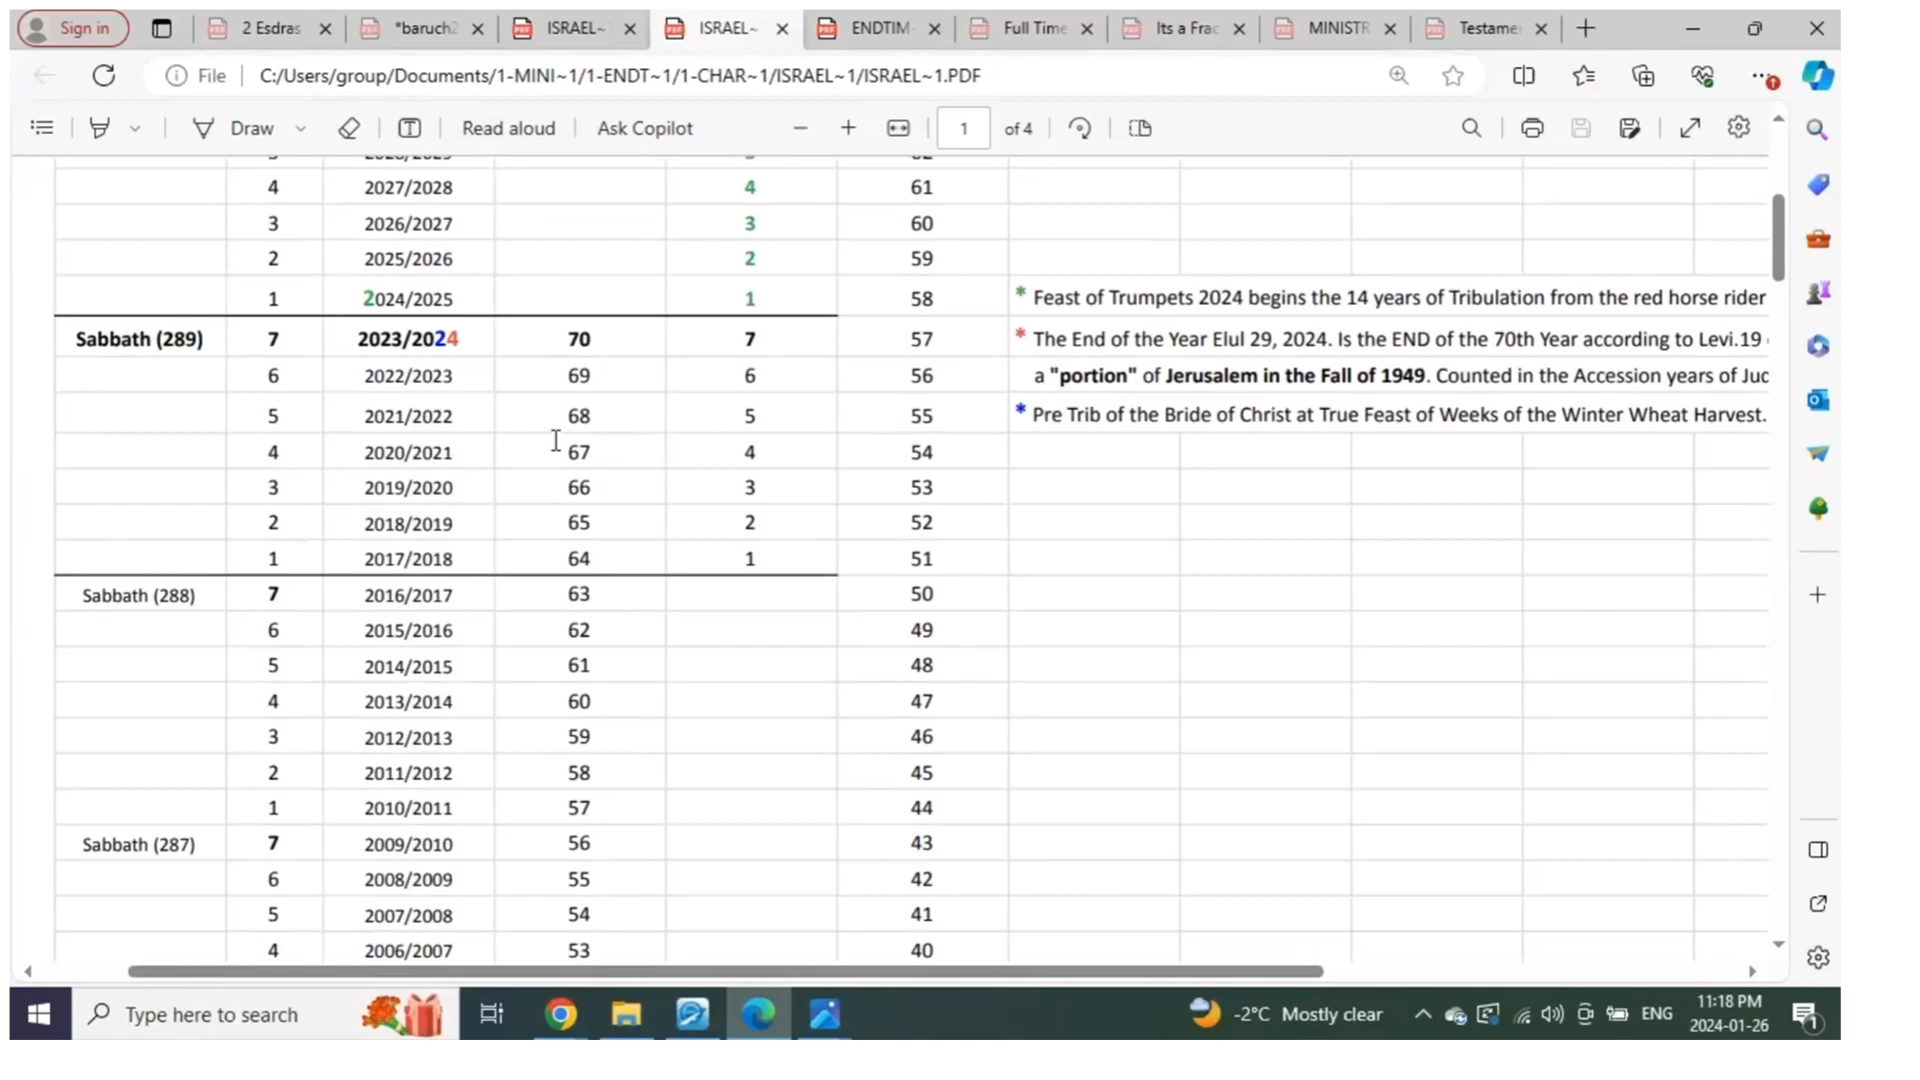 Sign in
2 Esdras
*baruch2
ISRAEL~
ISRAEL~
ENDTIM
Full Time
Its a Frac
MINISTR
Testame
File
C:/Users/group/Documents/1-MINI~1/1-ENDT~1/1-CHAR~1/ISRAEL~1/ISRAEL~1.PDF
Draw
Read aloud
Ask Copilot
1 of 4
4 2027/2028 4 61
3 2026/2027 3 60
2 2025/2026 2 59
1 2024/2025 1 58 * Feast of Trumpets 2024 begins the 14 years of Tribulation from the red horse rider
Sabbath (289) 7 2023/2024 70 7 57 * The End of the Year Elul 29, 2024. Is the END of the 70th Year according to Levi.19
6 2022/2023 69 6 56 a "portion" of Jerusalem in the Fall of 1949. Counted in the Accession years of Juc
5 2021/2022 68 5 55 * Pre Trib of the Bride of Christ at True Feast of Weeks of the Winter Wheat Harvest.
4 2020/2021 67 4 54
3 2019/2020 66 3 53
2 2018/2019 65 2 52
1 2017/2018 64 1 51
Sabbath (288) 7 2016/2017 63 50
6 2015/2016 62 49
5 2014/2015 61 48
4 2013/2014 60 47
3 2012/2013 59 46
2 2011/2012 58 45
1 2010/2011 57 44
Sabbath (287) 7 2009/2010 56 43
6 2008/2009 55 42
5 2007/2008 54 41
4 2006/2007 53 40
Type here to search
-2°C Mostly clear
ENG
11:18 PM
2024-01-26
1